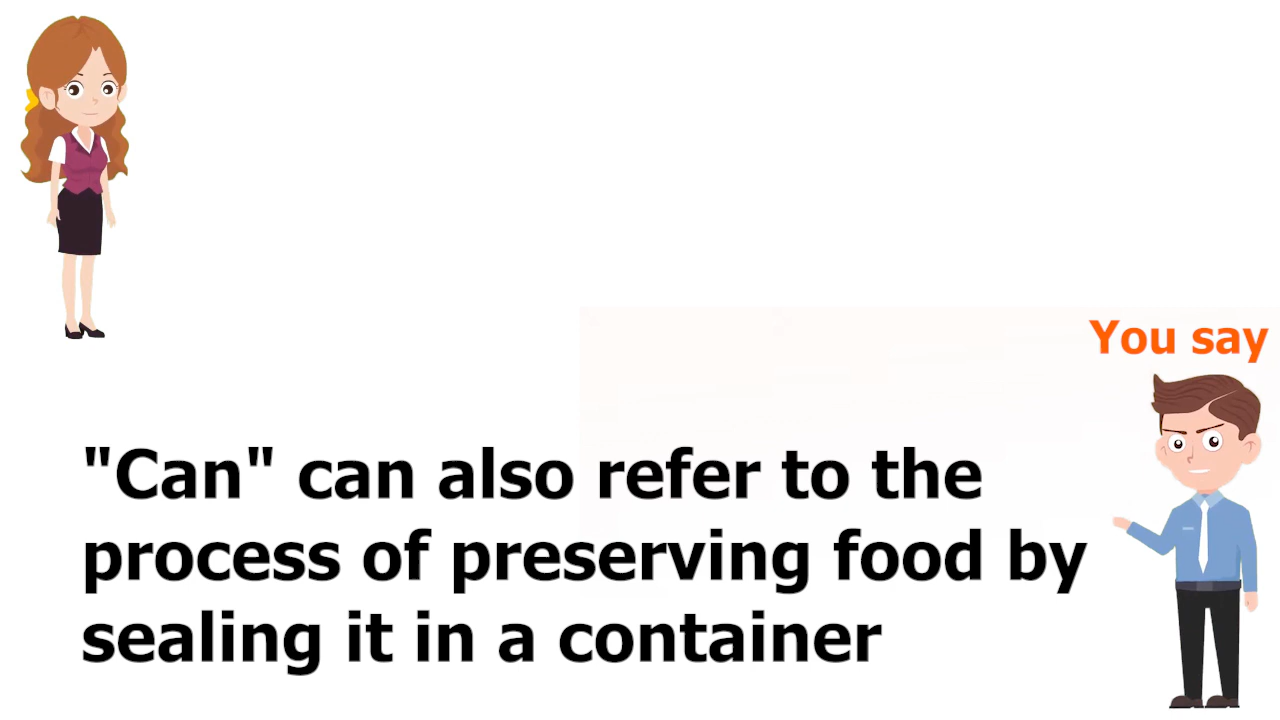 You say
"Can" can also refer to the
process of preserving food by
sealing it in a container